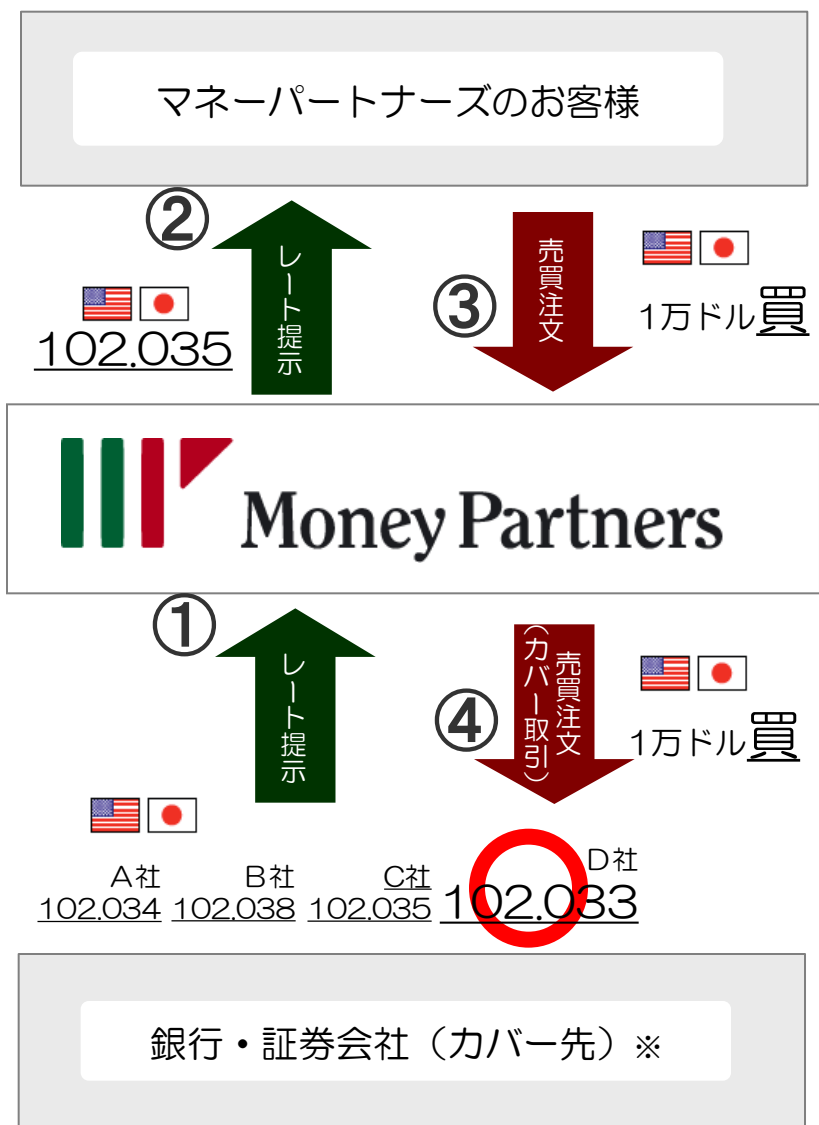 マネーパートナーズのお客様
②
レート提示
102.035
③
売買注文
1万ドル買
Money Partners
①
レート提示
④
売買注文
（カバー取引）
1万ドル買
A社 B社 C社 D社
102.034 102.038 102.035 102.033
銀行・証券会社（カバー先）※